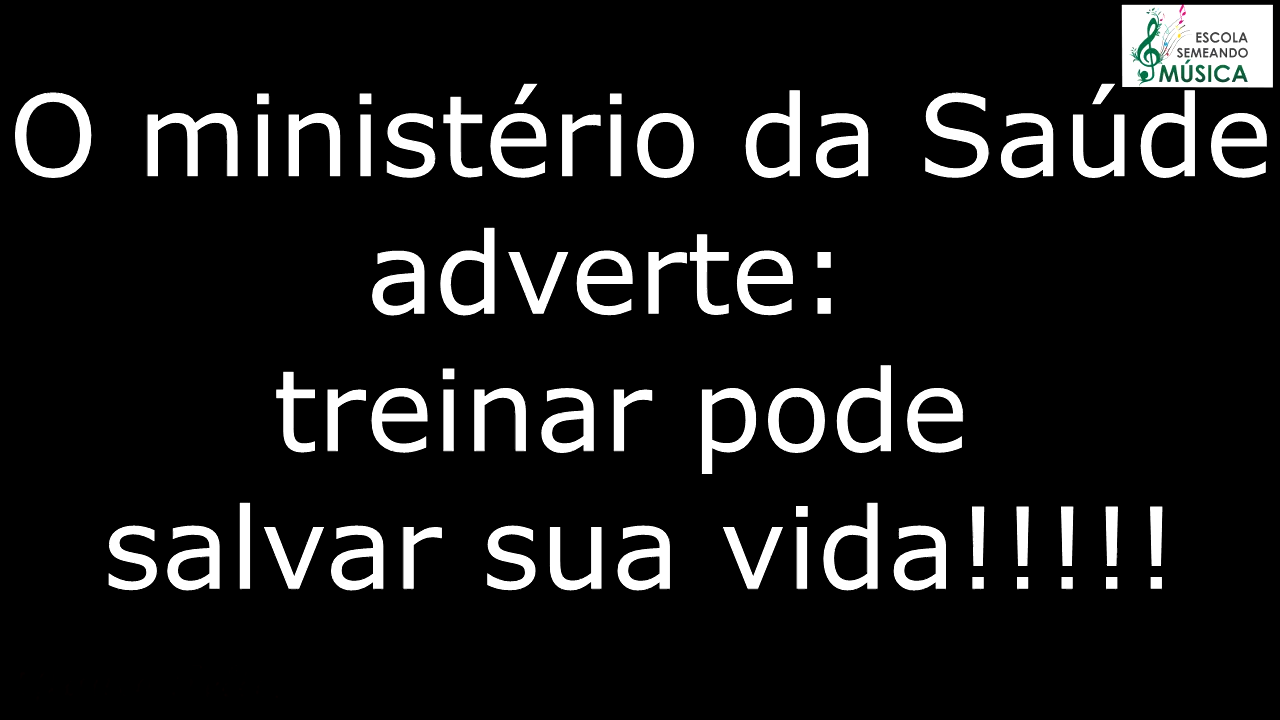 ESCOLA
SEMEANDO
MÚSICA
O ministério da Saúde
adverte:
treinar pode
salvar sua vida!!!!!